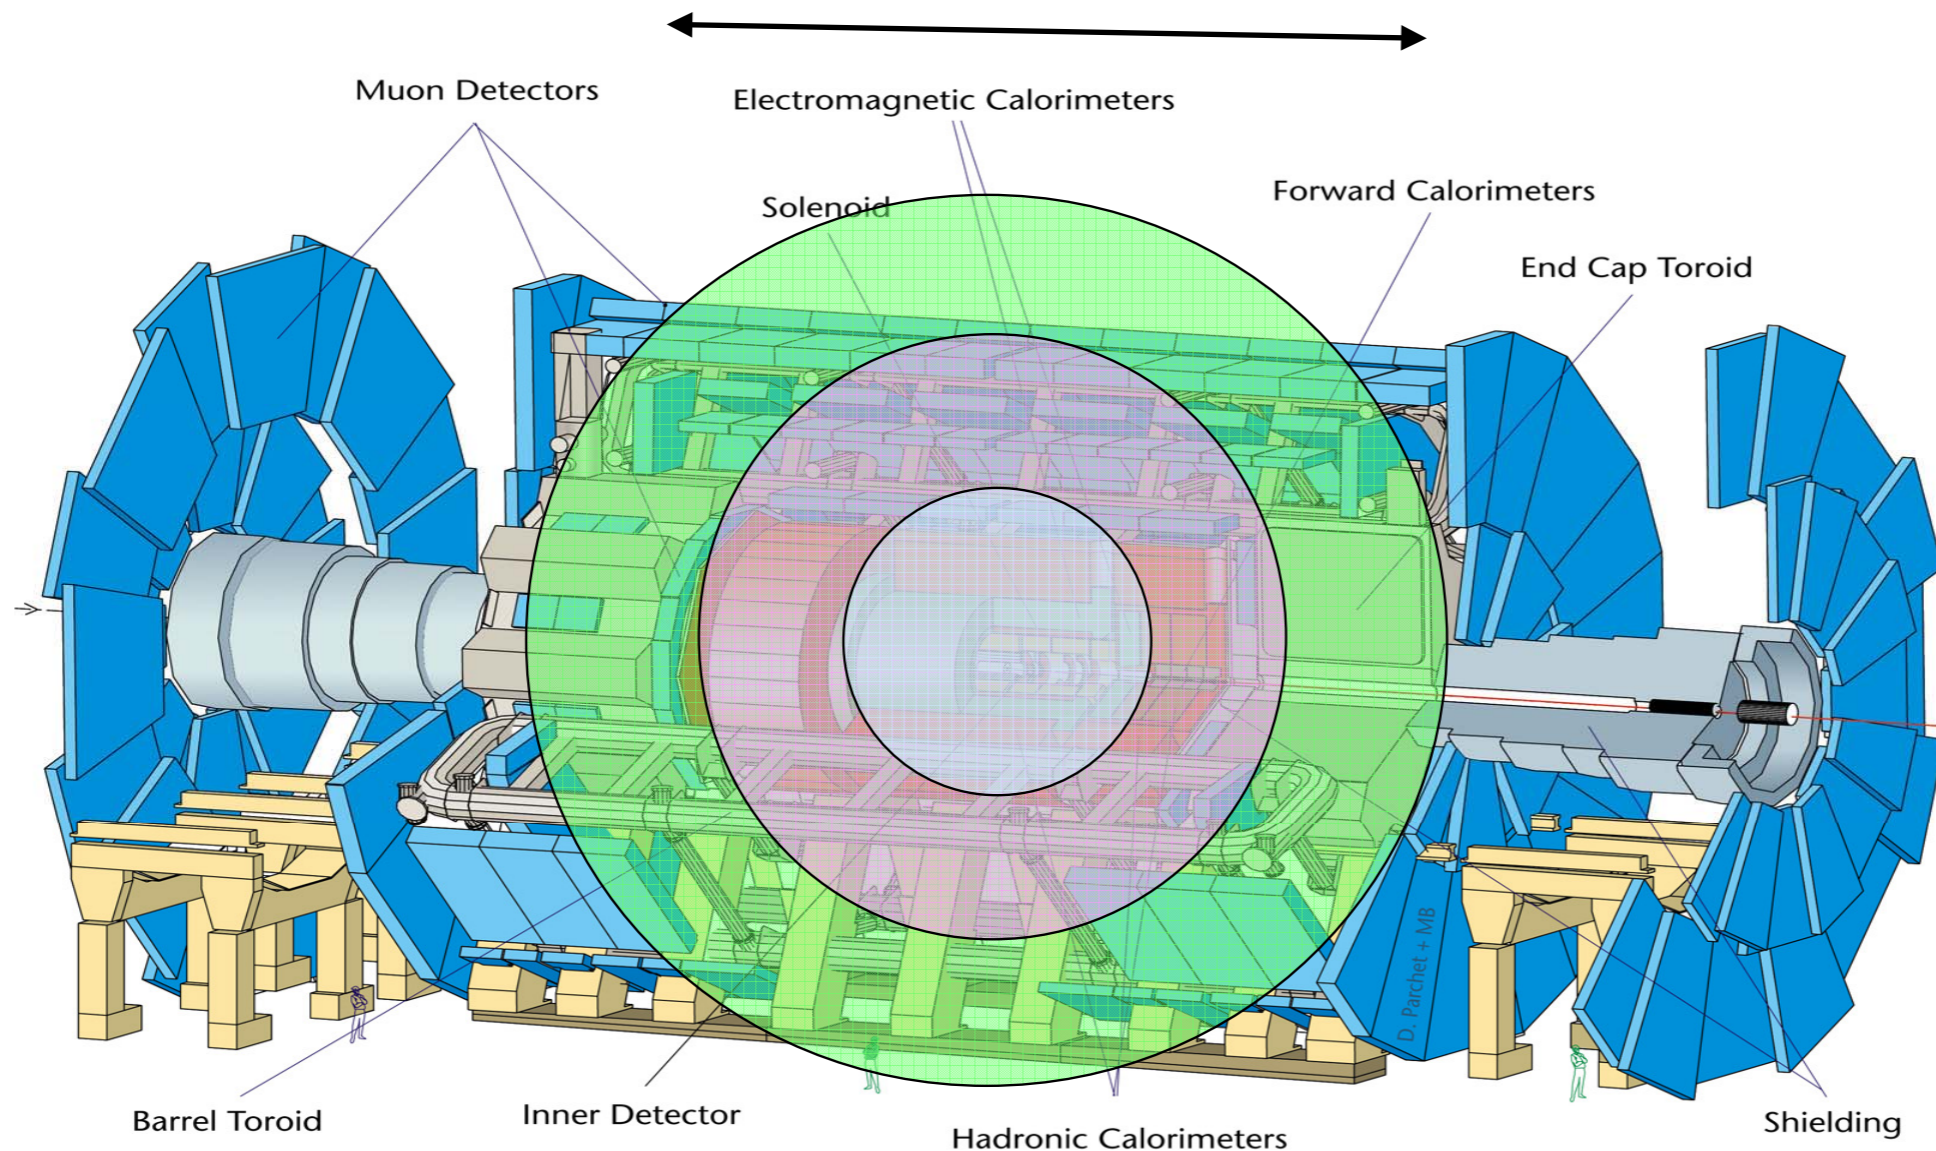 Muon Detectors
Electromagnetic Calorimeters
Solenoid
Forward Calorimeters
End Cap Toroid
D. Parchet + MB
Barrel Toroid
Inner Detector
Hadronic Calorimeters
Shielding